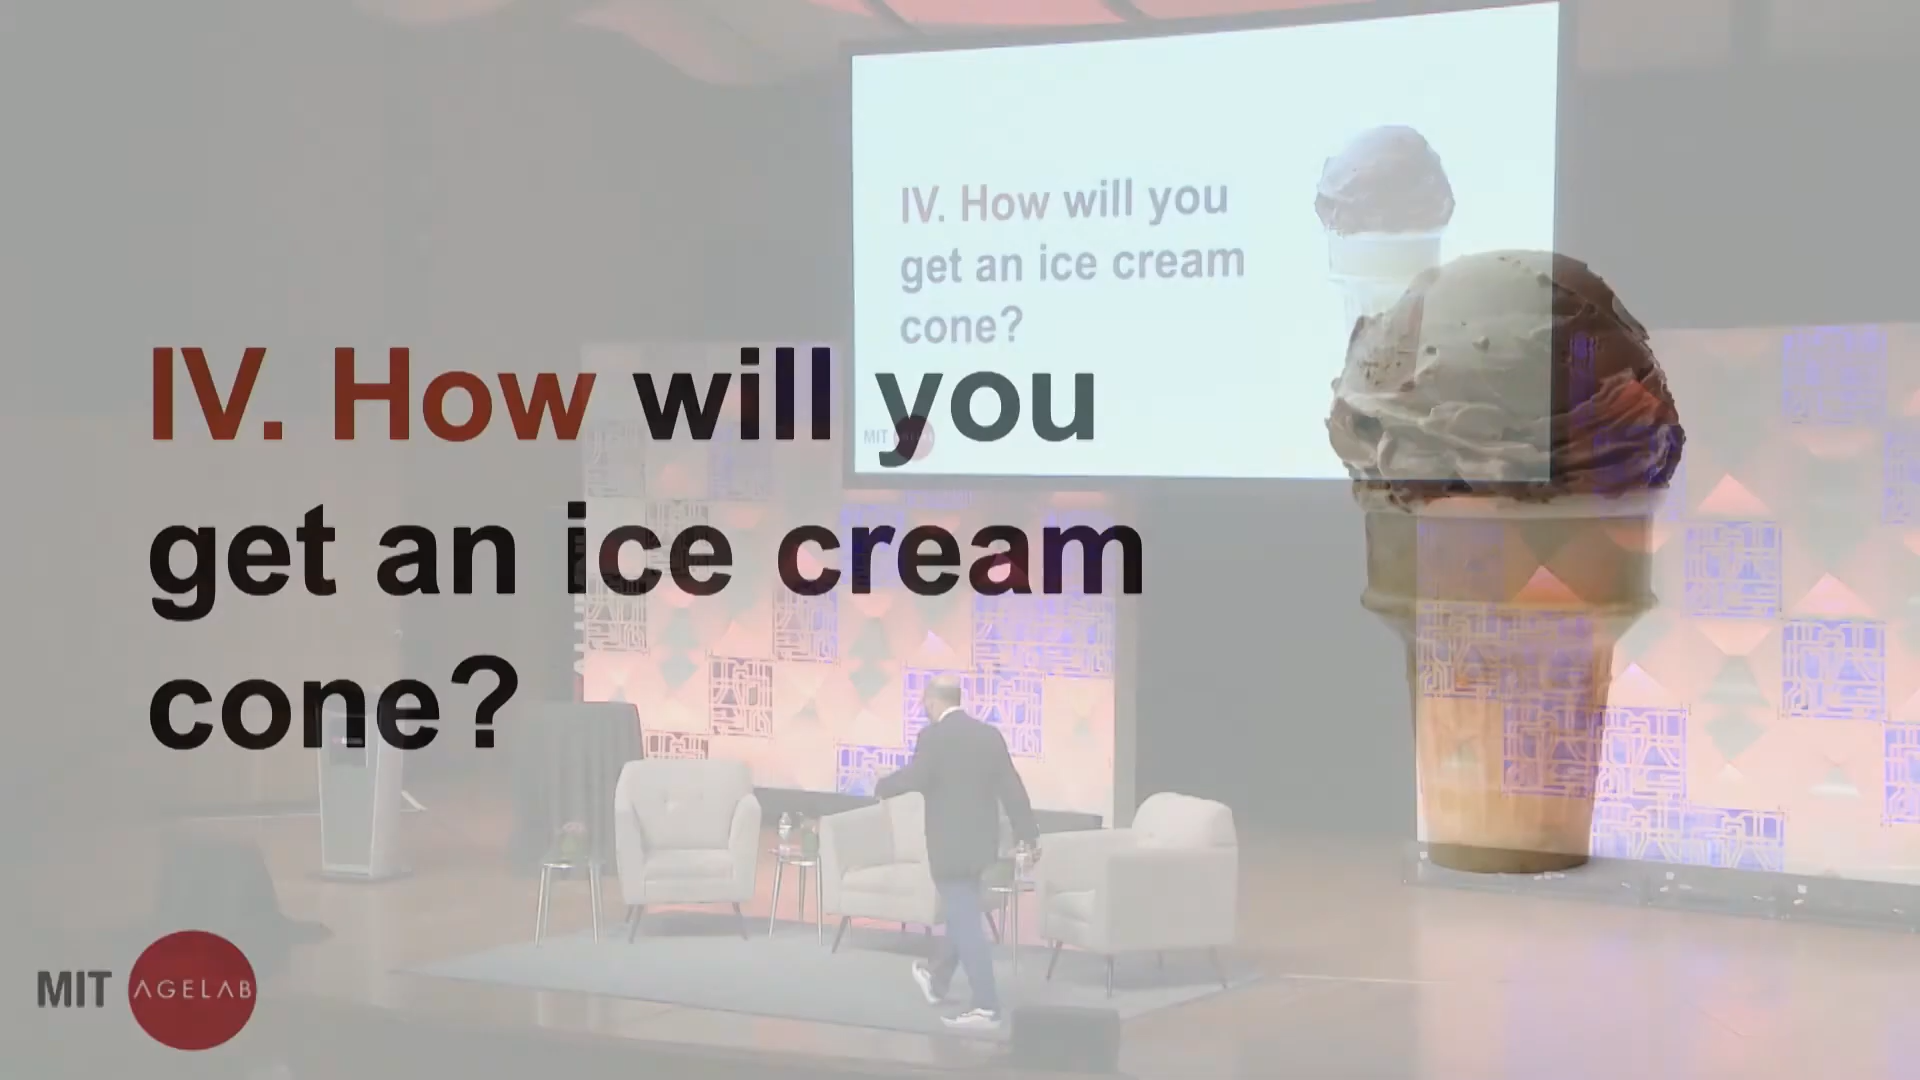 IV. How will you
get an ice cream
cone?
IV. How will you
get an ice cream
cone?
MIT
MIT AGELAB